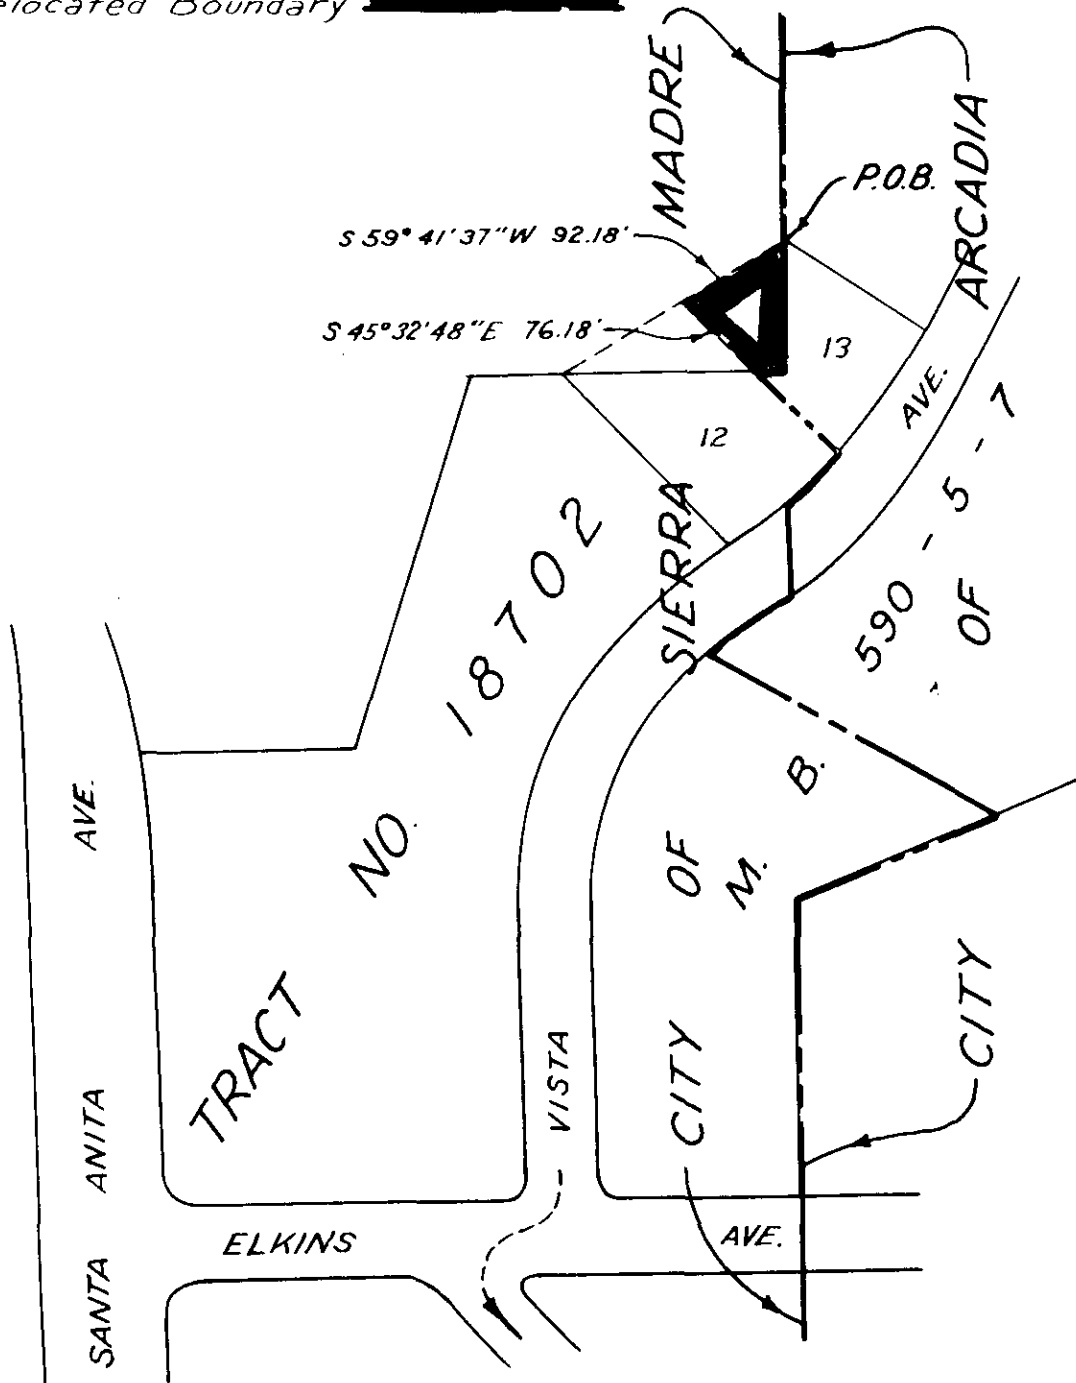 elocated Boundary
MADRE
ARCADIA
P.O.B.
S 59° 41' 37" W 92.18'
S 45° 32' 48" E 76.18'
13
12
AVE.
SIERRA
590 - 5 - 7
OF
TRACT NO. 18702
OF
M. B.
CITY
CITY
VISTA
AVE.
SANTA ANITA AVE.
ELKINS